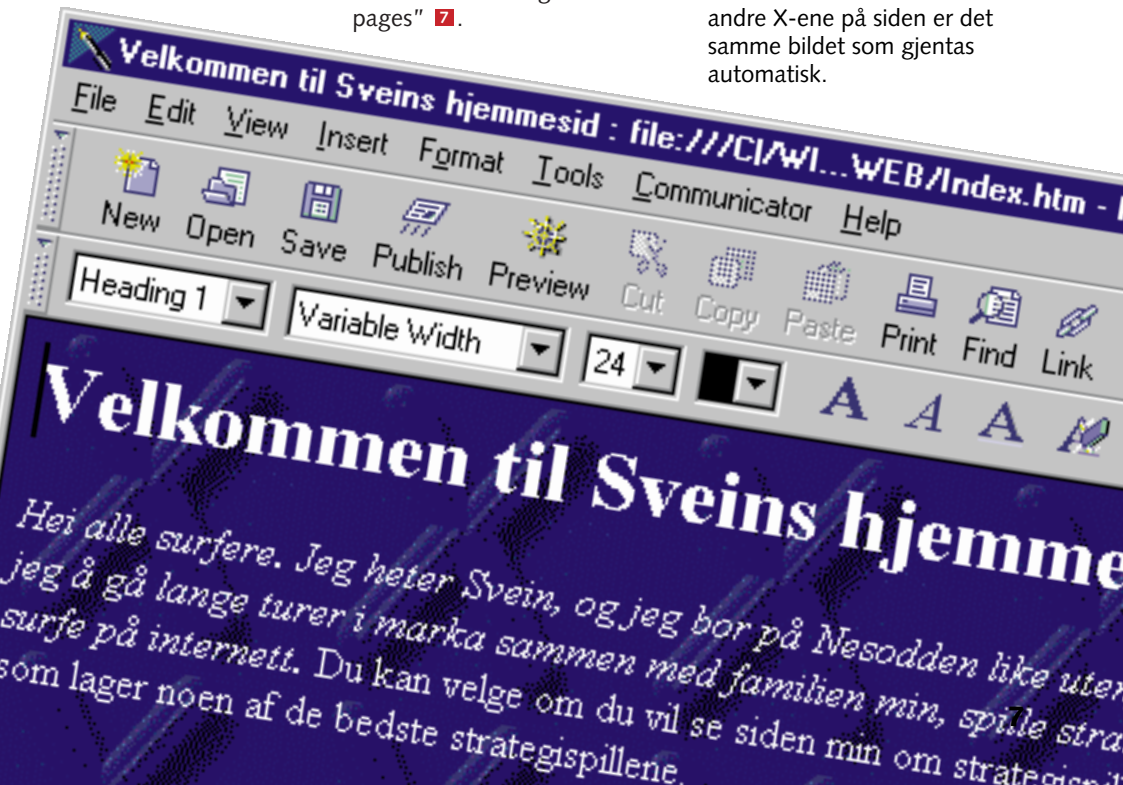 pages" 7.
andre X-ene på siden er det
samme bildet som gjentas
automatisk.
Velkommen til Sveins hjemmesid : file:///C|/WI...WEB/Index.htm -
File Edit View Insert Format Tools Communicator Help
New Open Save Publish Preview Cut Copy Paste Print Find Link
Heading 1 Variable Width 24 A A A
Velkommen til Sveins hjemme
Hei alle surfere. Jeg heter Svein, og jeg bor på Nesodden like uten
jeg å gå lange turer i marka sammen med familien min, spille stra
surfe på internett. Du kan velge om du vil se siden min om strategispil
som lager noen af de bedste strategispillene.
7